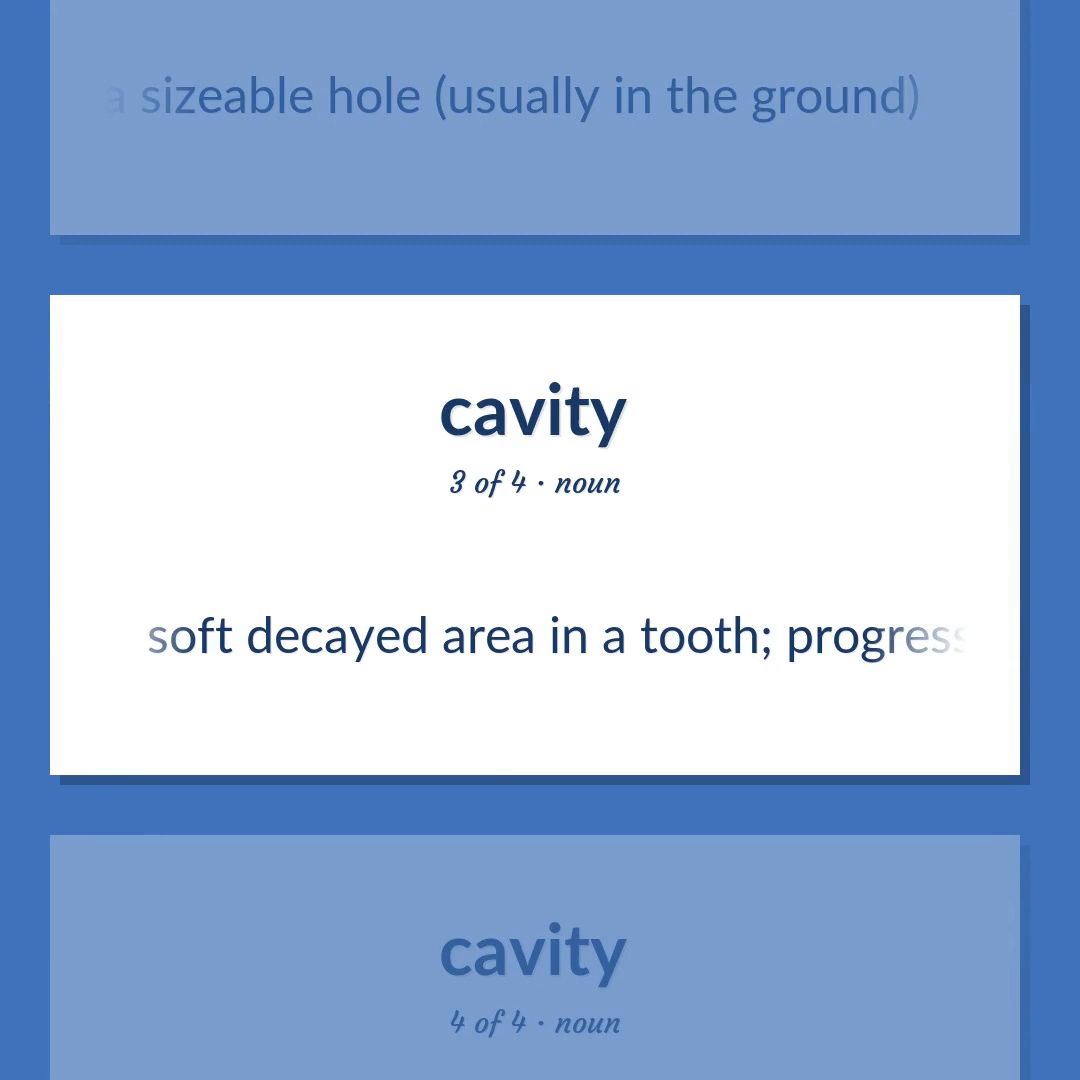 a sizeable hole (usually in the ground)
cavity
3 of 4 · noun
soft decayed area in a tooth; progress
cavity
4 of 4 · noun